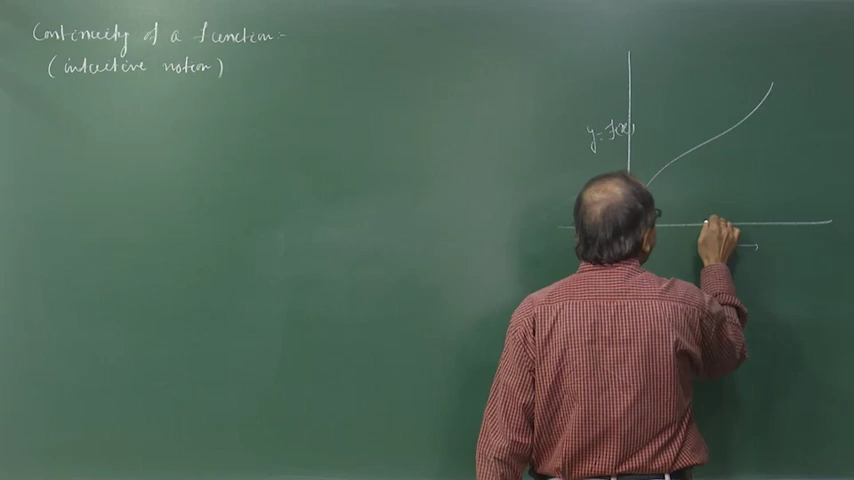 Continuity of a function:-
(intuitive notion)
y=f(x)